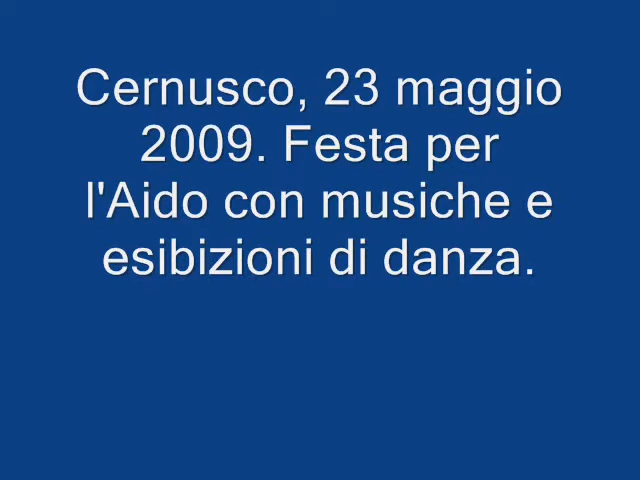 Cernusco, 23 maggio
2009. Festa per
l'Aido con musiche e
esibizioni di danza.